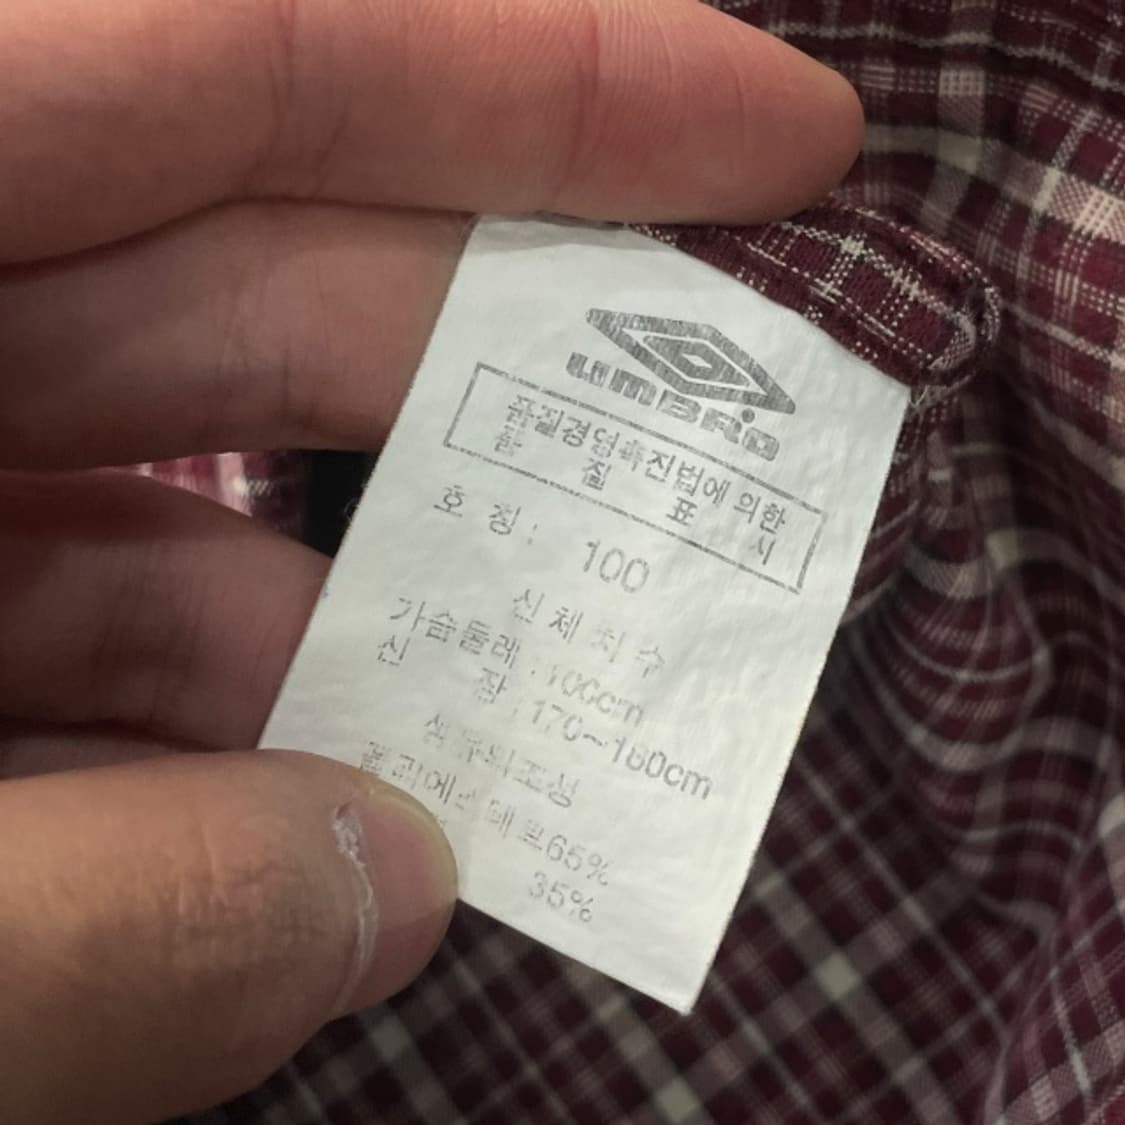 UMBRO
품질경영촉진법에 의한
품 질 표 시
호 칭 : 100
신 체 치 수
가슴둘레 : 100cm
신 장 : 170~180cm
섬유의조성
폴리에스테르65%
35%